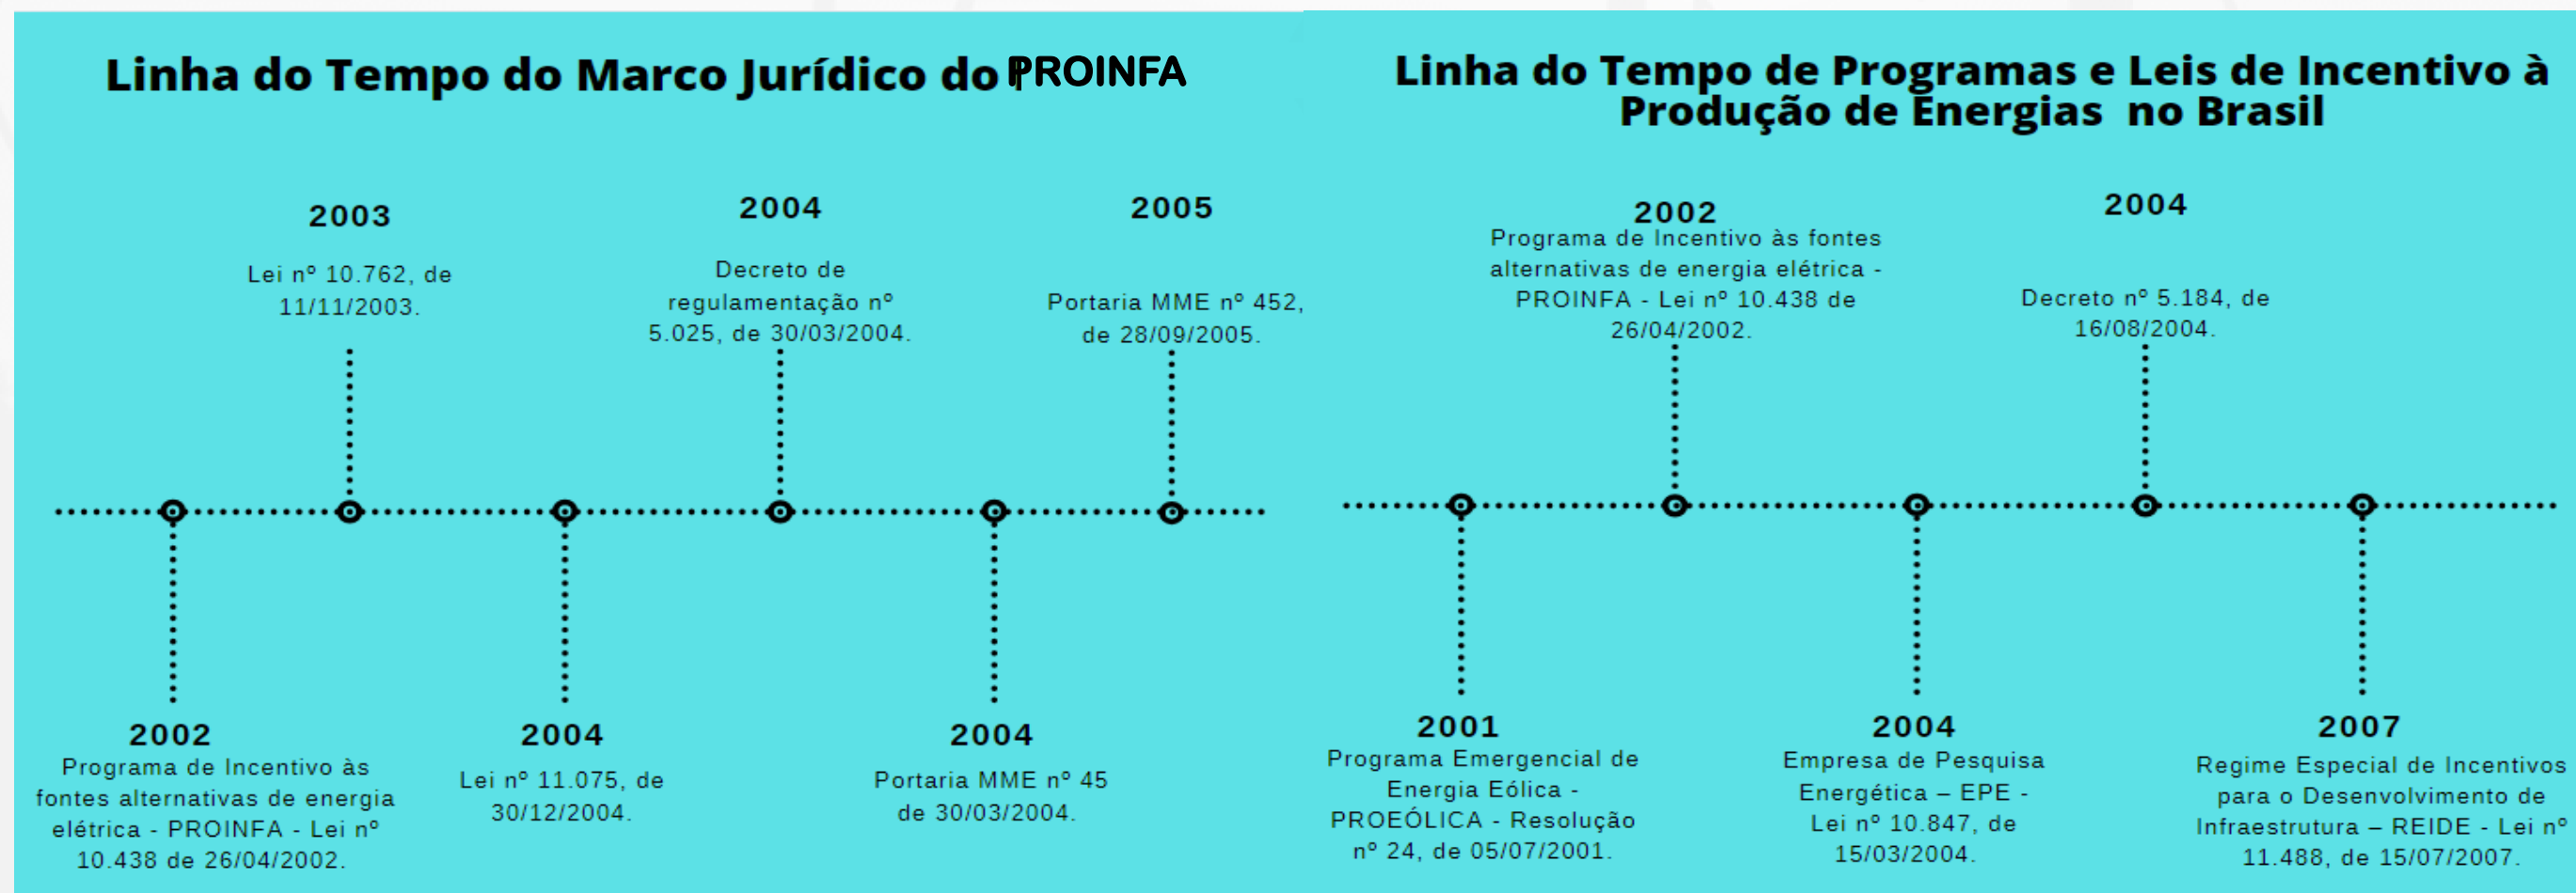 Linha do Tempo do Marco Jurídico do PROINFA
2003
Lei nº 10.762, de
11/11/2003.
2004
Decreto de
regulamentação nº
5.025, de 30/03/2004.
2005
Portaria MME nº 452,
de 28/09/2005.
2002
Programa de Incentivo às
fontes alternativas de energia
elétrica - PROINFA - Lei nº
10.438 de 26/04/2002.
2004
Lei nº 11.075, de
30/12/2004.
2004
Portaria MME nº 45
de 30/03/2004.
Linha do Tempo de Programas e Leis de Incentivo à
Produção de Energias no Brasil
2002
Programa de Incentivo às fontes
alternativas de energia elétrica -
PROINFA - Lei nº 10.438 de
26/04/2002.
2004
Decreto nº 5.184, de
16/08/2004.
2001
Programa Emergencial de
Energia Eólica -
PROEÓLICA - Resolução
nº 24, de 05/07/2001.
2004
Empresa de Pesquisa
Energética – EPE -
Lei nº 10.847, de
15/03/2004.
2007
Regime Especial de Incentivos
para o Desenvolvimento de
Infraestrutura – REIDE - Lei nº
11.488, de 15/07/2007.